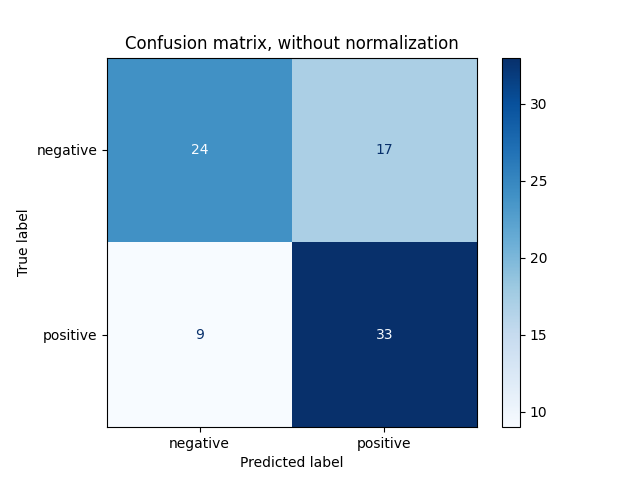 Confusion matrix, without normalization
negative
24
17
positive
9
33
True label
negative
positive
Predicted label
30
25
20
15
10